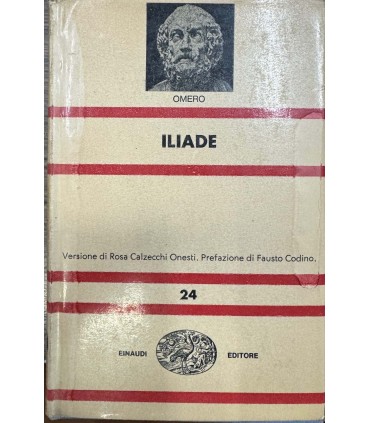 OMERO
ILIADE
Versione di Rosa Calzecchi Onesti. Prefazione di Fausto Codino.
24
EINAUDI EDITORE